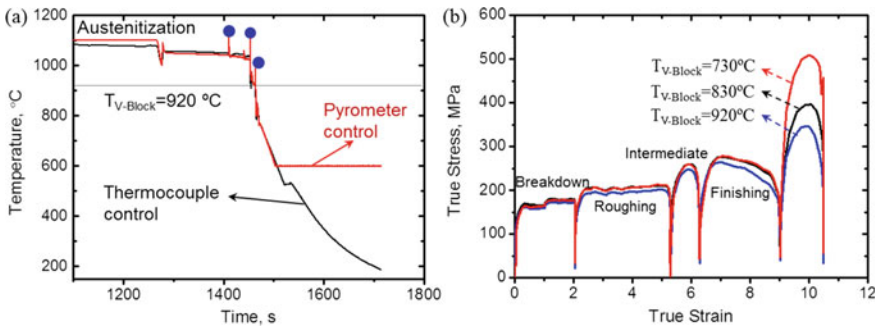 (a)
Austenitization
T_V-Block=920 ºC
Pyrometer
control
Thermocouple
control
Temperature, °C
1200
1000
800
600
400
200
1200
1400
1600
1800
Time, s
(b)
T_V-Block=730ºC
T_V-Block=830ºC
T_V-Block=920ºC
Breakdown
Roughing
Intermediate
Finishing
True Stress, MPa
600
500
400
300
200
100
0
0
2
4
6
8
10
12
True Strain